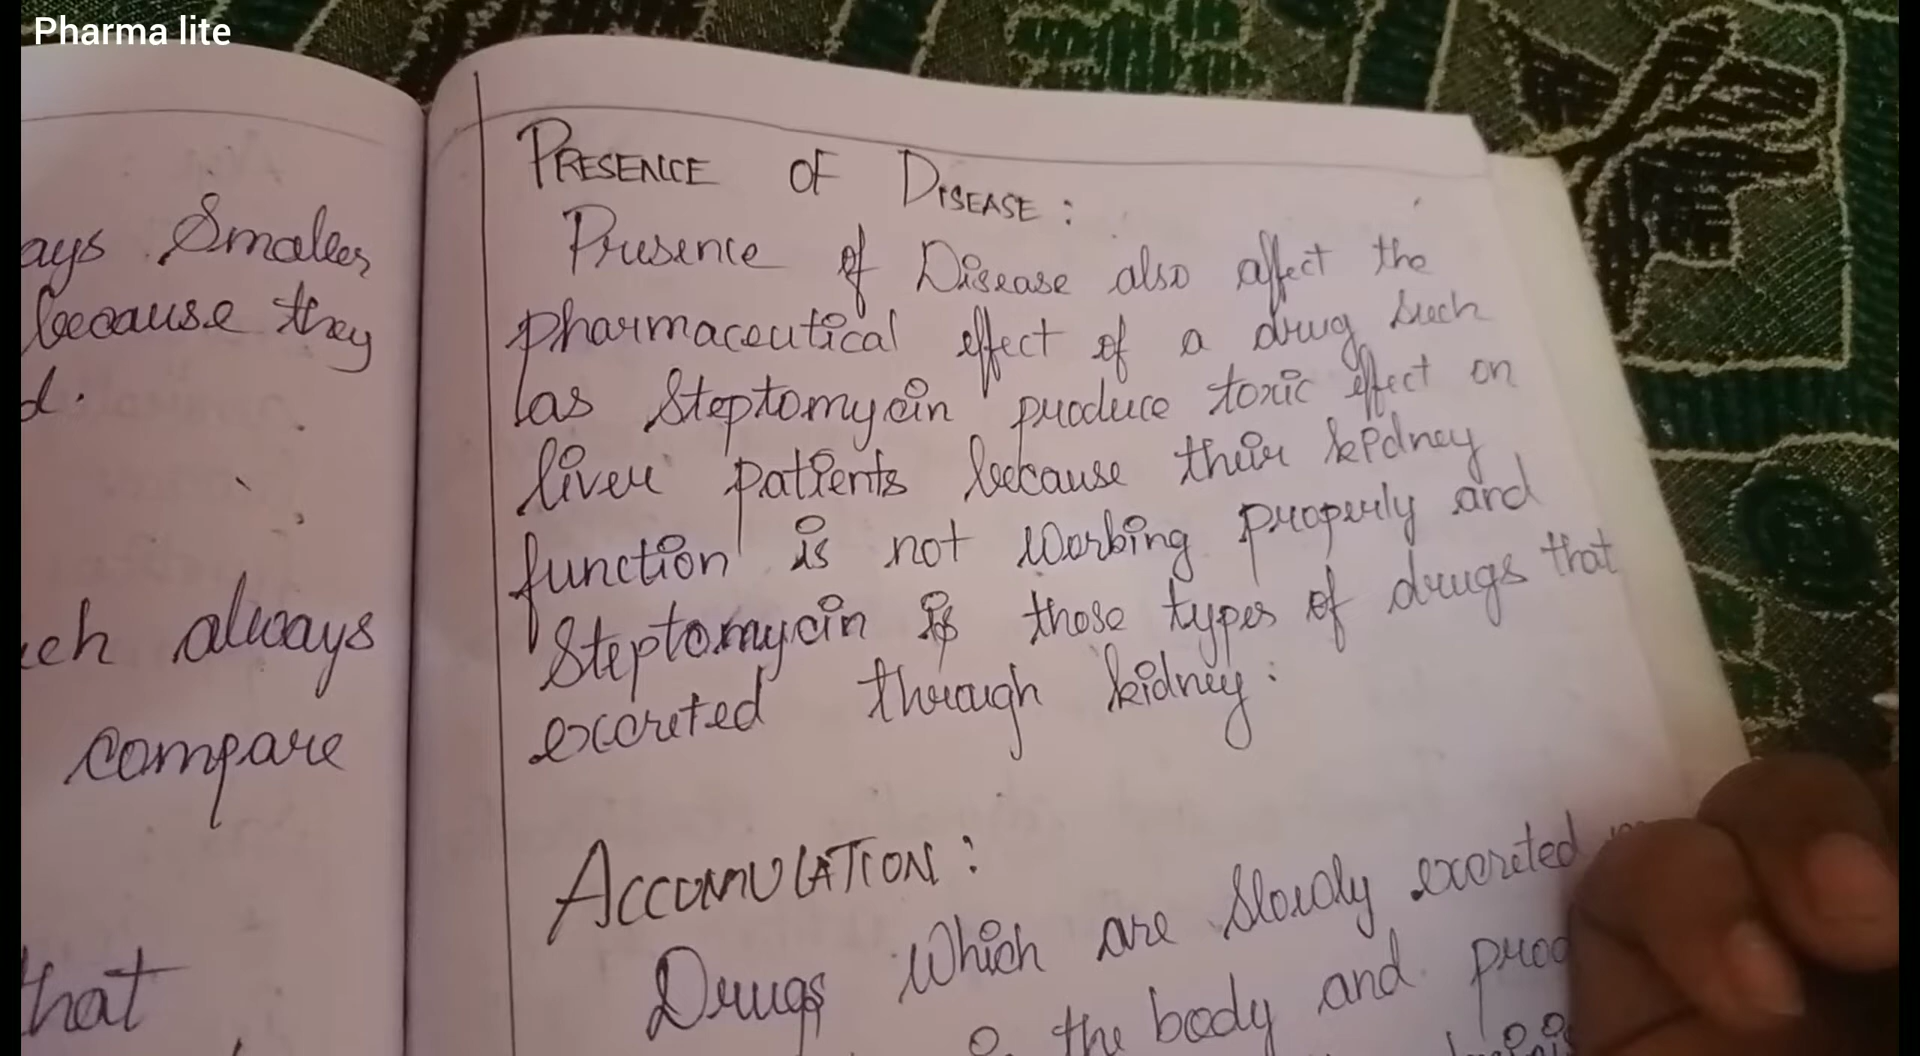 Pharma lite
ays Smaller
because they
d.
always
compare
that
PRESENCE OF DISEASE:
Presence of Disease also affect the
pharmaceutical effect of a drug such
as Steptomycin produce toxic effect on
liver patients because their kidney
function is not working properly and
Steptomycin is those types of drugs that
excreted through kidney.
ACCUMULATION:
Drugs which are slowly excreted
the body and prod